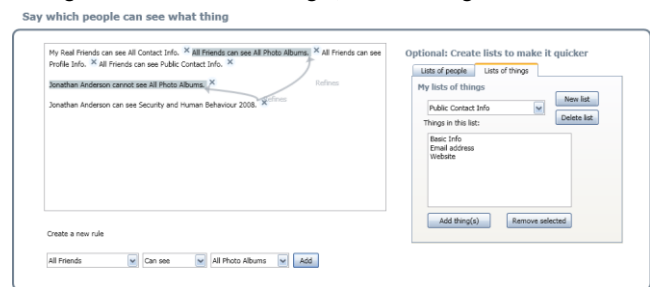 Say which people can see what thing
My Real Friends can see All Contact Info. All Friends can see All Photo Albums. All Friends can see
Profile Info. All Friends can see Public Contact Info.
Jonathan Anderson cannot see All Photo Albums.
Refines
Jonathan Anderson can see Security and Human Behaviour 2008.
Refines
Create a new rule
All Friends
Can see
All Photo Albums
Add
Optional: Create lists to make it quicker
Lists of people
Lists of things
My lists of things
Public Contact Info
New list
Delete list
Things in this list:
Basic Info
Email address
Website
Add thing(s)
Remove selected